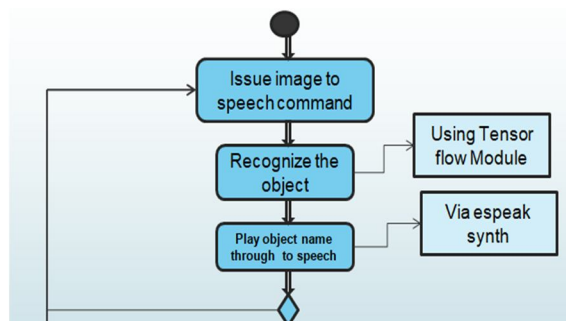 Issue image to
speech command
Recognize the
object
Using Tensor
flow Module
Play object name
through to speech
Via espeak
synth